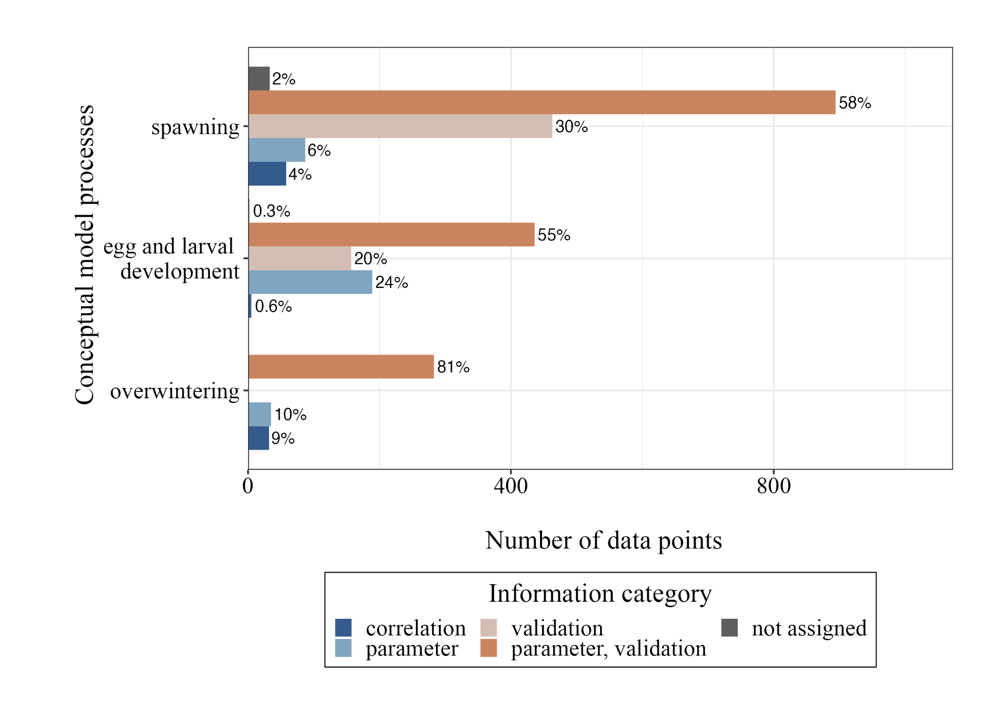 Conceptual model processes
spawning
2%
58%
30%
6%
4%
egg and larval
development
0.3%
55%
20%
24%
0.6%
overwintering
81%
10%
9%
0 400 800
Number of data points
Information category
correlation validation not assigned
parameter parameter, validation